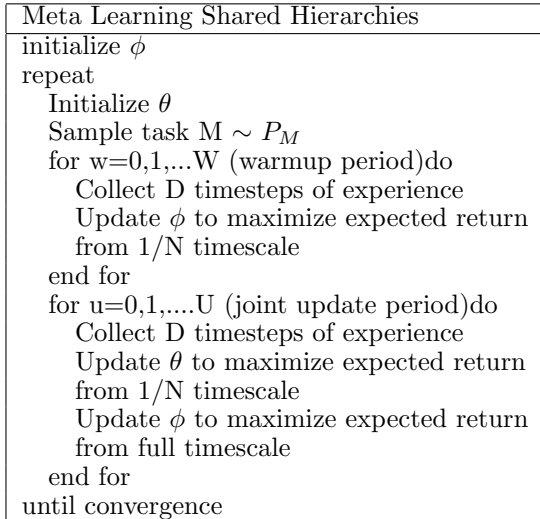 Meta Learning Shared Hierarchies
initialize ϕ
repeat
Initialize θ
Sample task M ∼ P_M
for w=0,1,...W (warmup period)do
Collect D timesteps of experience
Update ϕ to maximize expected return
from 1/N timescale
end for
for u=0,1,....U (joint update period)do
Collect D timesteps of experience
Update θ to maximize expected return
from 1/N timescale
Update ϕ to maximize expected return
from full timescale
end for
until convergence